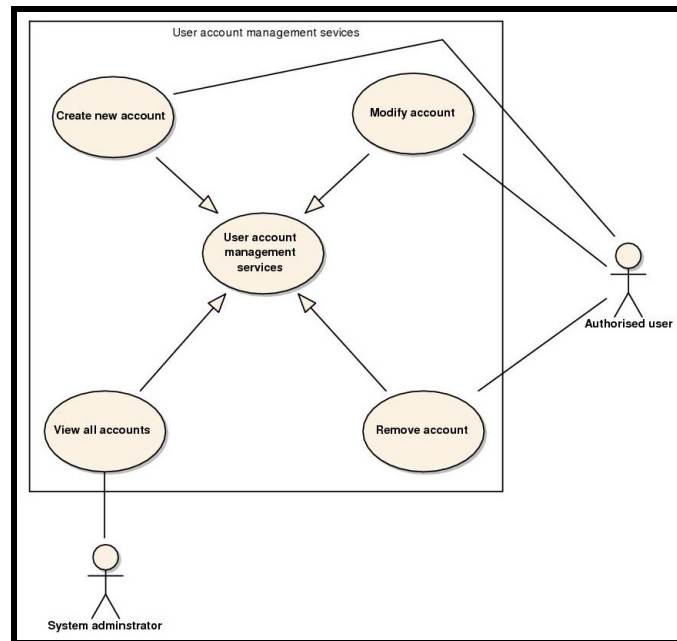 User account management sevices
Create new account
Modify account
User account
management
services
Authorised user
View all accounts
Remove account
System adminstrator